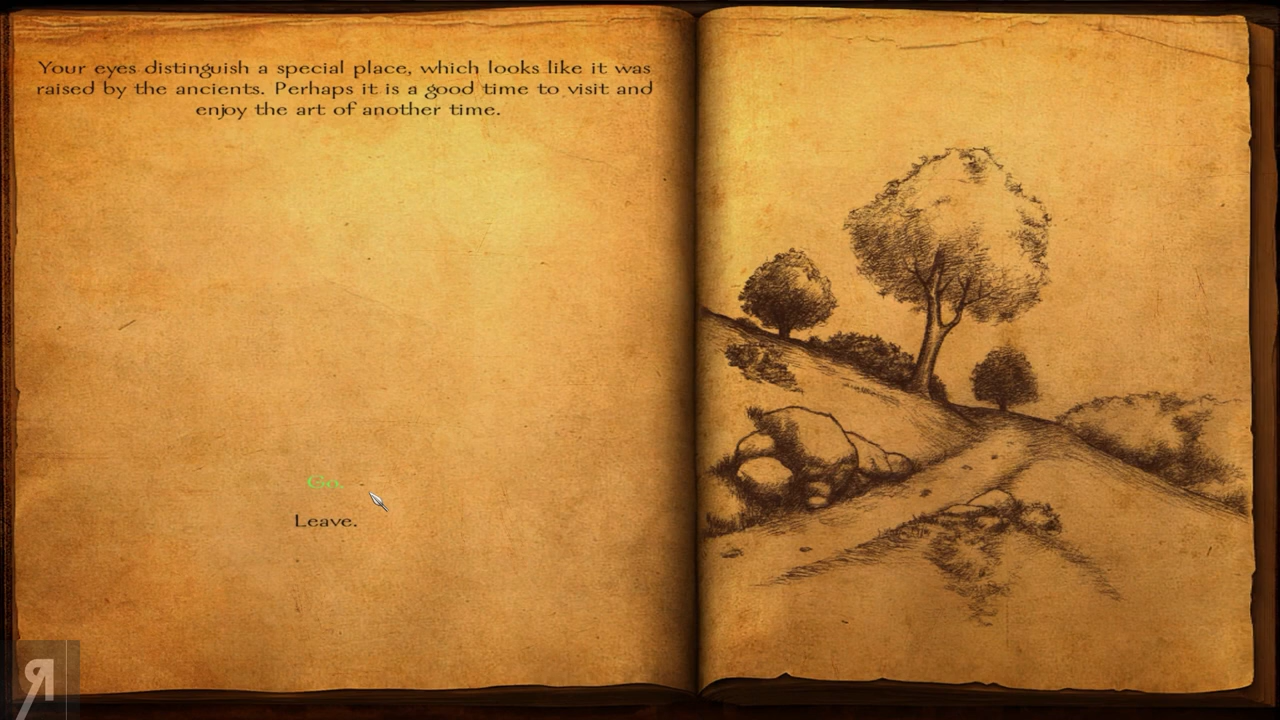 Your eyes distinguish a special place, which looks like it was
raised by the ancients. Perhaps it is a good time to visit and
enjoy the art of another time.
Go.
Leave.